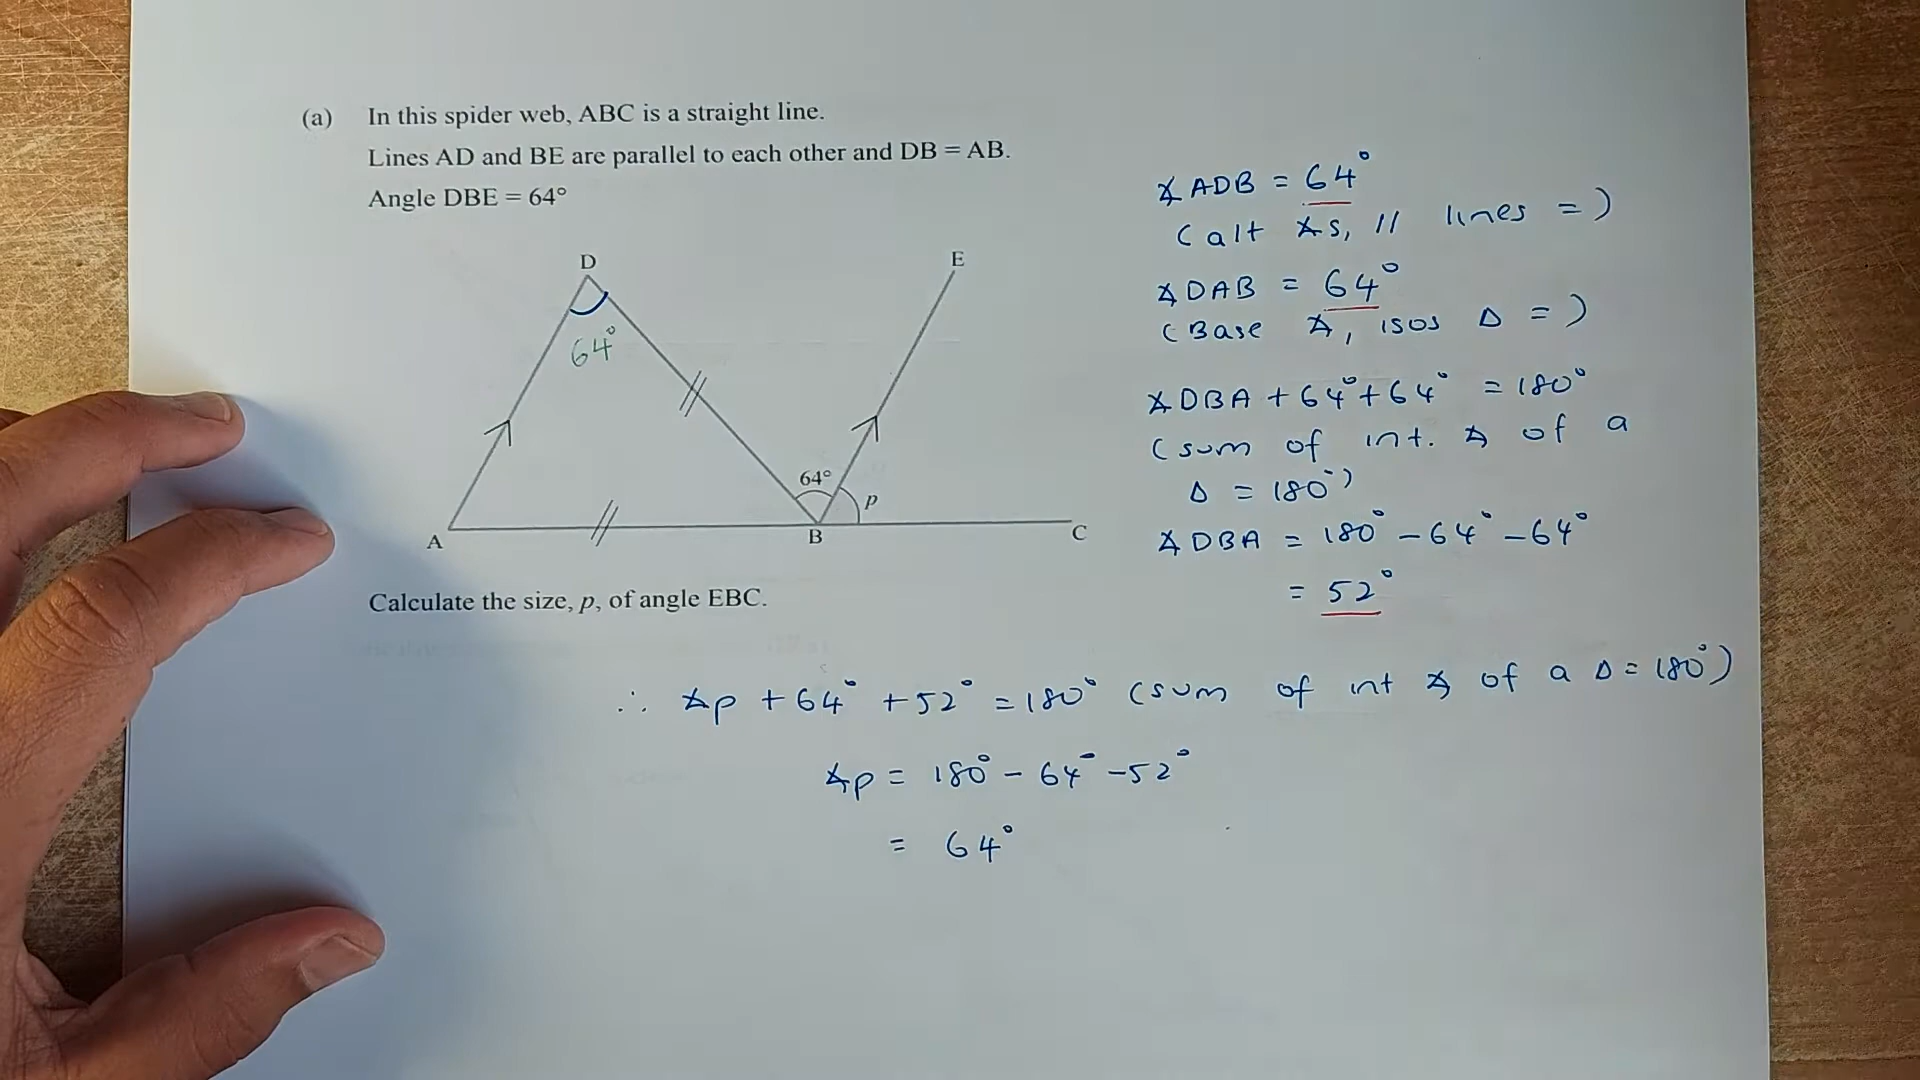 (a) In this spider web, ABC is a straight line.
Lines AD and BE are parallel to each other and DB = AB.
Angle DBE = 64°
D
E
64°
64°
p
A
B
C
Calculate the size, p, of angle EBC.
∡ADB = 64°
(alt ∡s, // lines =)
∡DAB = 64°
(Base ∡, isos Δ =)
∡DBA + 64° + 64° = 180°
(sum of int. ∡ of a
Δ = 180°)
∡DBA = 180° - 64° - 64°
= 52°
∴ ∡p + 64° + 52° = 180° (sum of int ∡ of a Δ = 180°)
∡p = 180° - 64° - 52°
= 64°